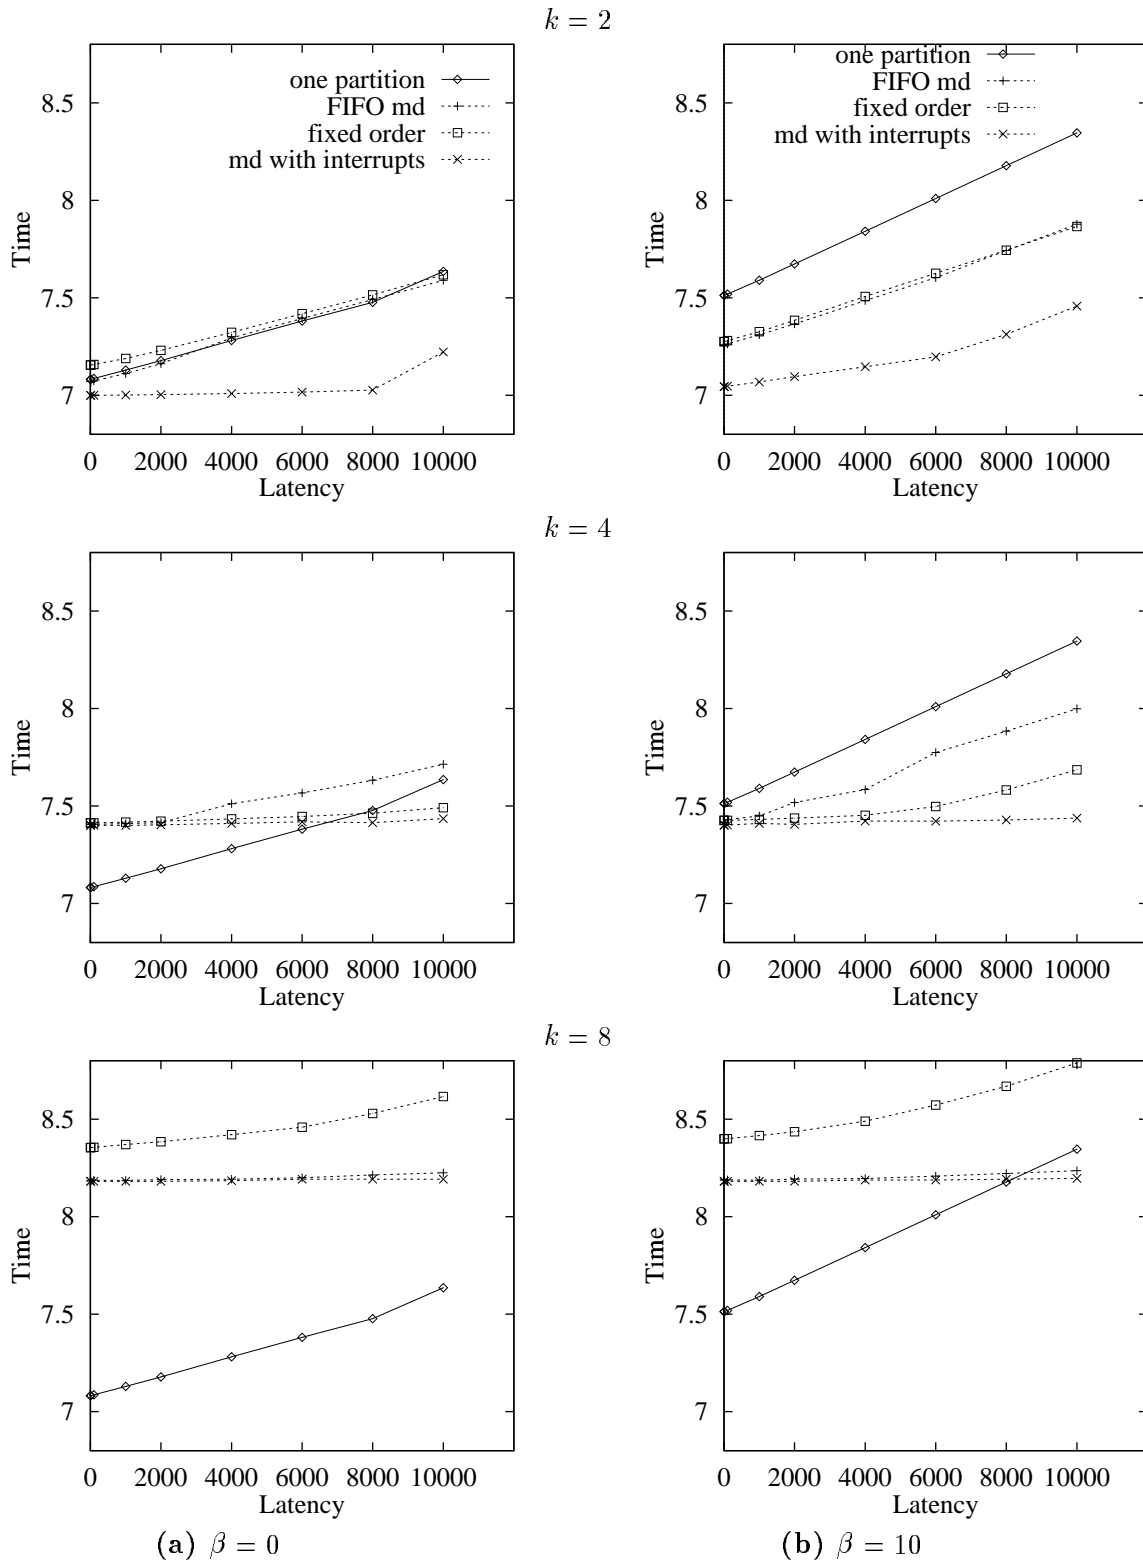 k = 2
one partition
FIFO md
fixed order
md with interrupts
8.5
8
7.5
7
Time
0 2000 4000 6000 8000 10000
Latency
one partition
FIFO md
fixed order
md with interrupts
8.5
8
7.5
7
Time
0 2000 4000 6000 8000 10000
Latency
k = 4
8.5
8
7.5
7
Time
0 2000 4000 6000 8000 10000
Latency
8.5
8
7.5
7
Time
0 2000 4000 6000 8000 10000
Latency
k = 8
8.5
8
7.5
7
Time
0 2000 4000 6000 8000 10000
Latency
(a) β = 0
8.5
8
7.5
7
Time
0 2000 4000 6000 8000 10000
Latency
(b) β = 10